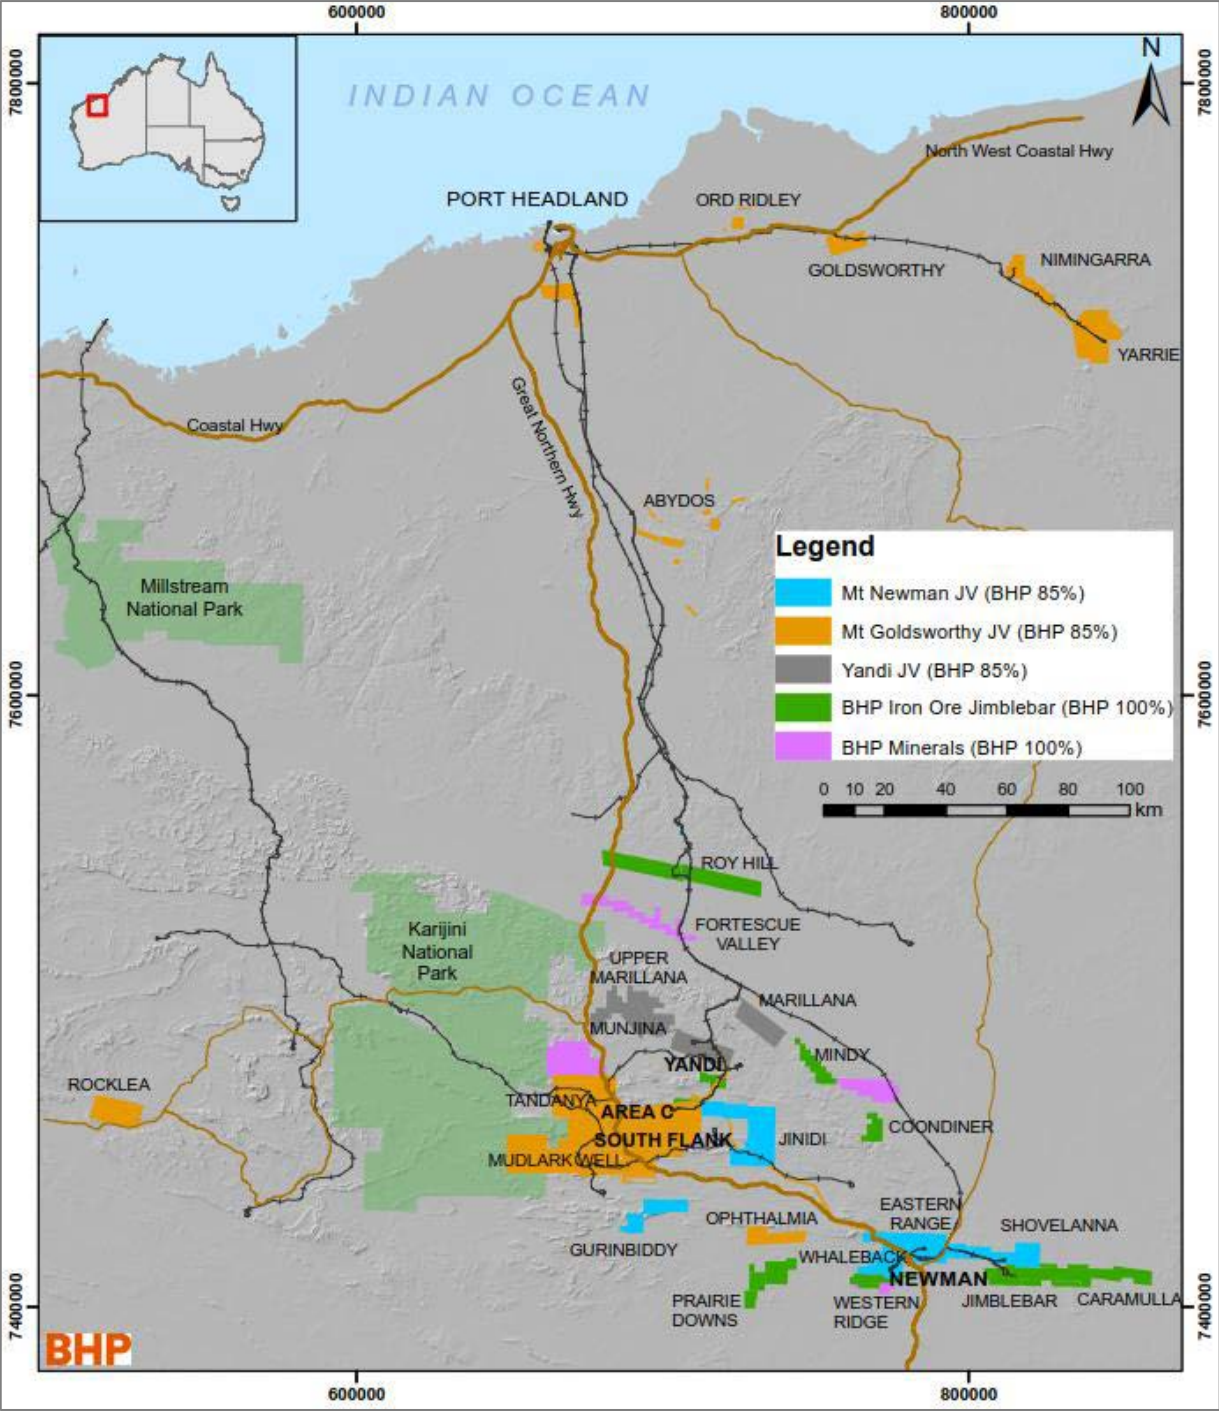 600000
800000
7800000
7800000
N
INDIAN OCEAN
North West Coastal Hwy
PORT HEADLAND
ORD RIDLEY
GOLDSWORTHY
NIMINGARRA
YARRIE
Coastal Hwy
Great Northern Hwy
ABYDOS
Legend
Mt Newman JV (BHP 85%)
Mt Goldsworthy JV (BHP 85%)
Yandi JV (BHP 85%)
BHP Iron Ore Jimblebar (BHP 100%)
BHP Minerals (BHP 100%)
Millstream
National Park
7600000
7600000
0 10 20 40 60 80 100
km
ROY HILL
FORTESCUE
VALLEY
Karijini
National
Park
UPPER
MARILLANA
MARILLANA
MUNJINA
YANDI
MINDY
ROCKLEA
TANDANYA
AREA C
SOUTH FLANK
JINIDI
COONDINER
MUDLARK WELL
GURINBIDDY
OPHTHALMIA
EASTERN
RANGE
SHOVELANNA
WHALEBACK
NEWMAN
PRAIRIE
DOWNS
WESTERN
RIDGE
JIMBLEBAR
CARAMULLA
7400000
7400000
BHP
600000
800000